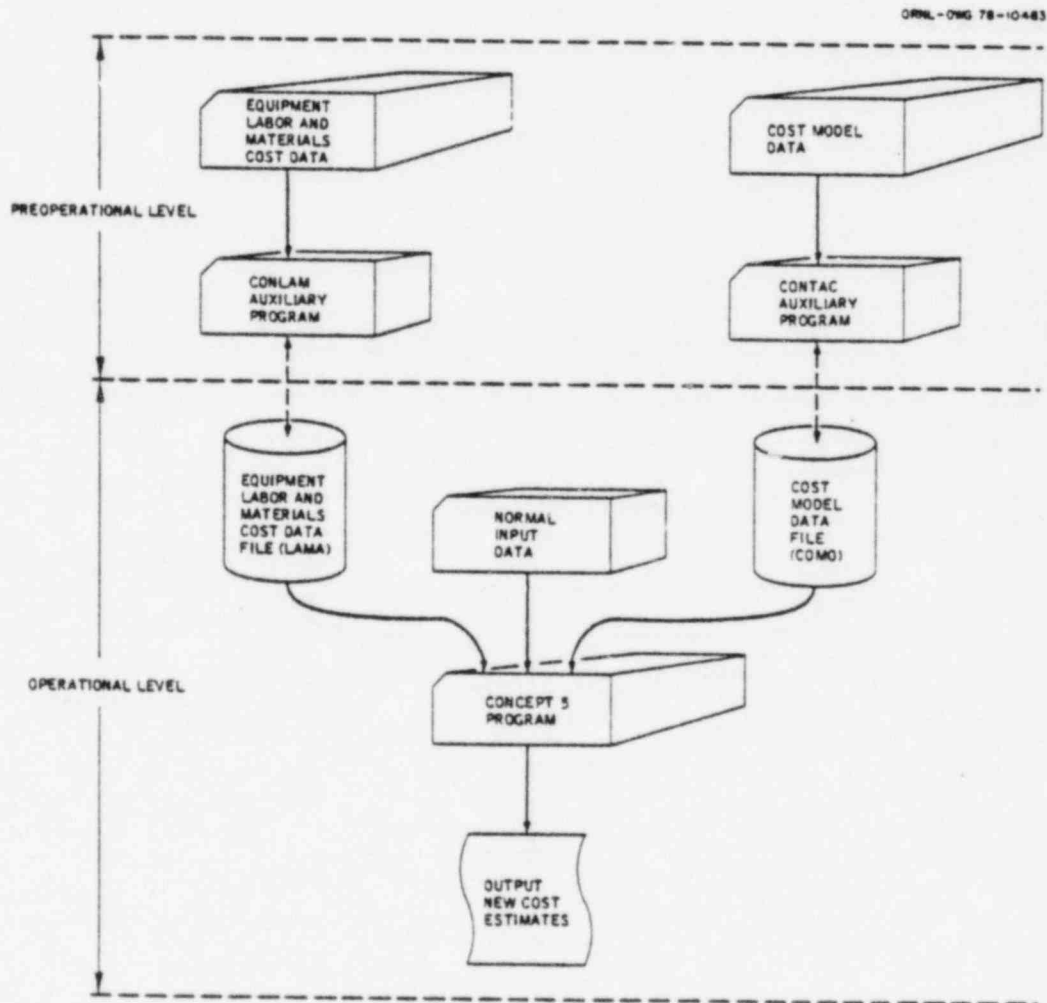 ORNL-DWG 78-10483
EQUIPMENT
LABOR AND
MATERIALS
COST DATA
COST MODEL
DATA
PREOPERATIONAL LEVEL
CONLAM
AUXILIARY
PROGRAM
CONTAC
AUXILIARY
PROGRAM
EQUIPMENT
LABOR AND
MATERIALS
COST DATA
FILE (LAMA)
NORMAL
INPUT
DATA
COST
MODEL
DATA
FILE
(COMO)
OPERATIONAL LEVEL
CONCEPT 5
PROGRAM
OUTPUT
NEW COST
ESTIMATES